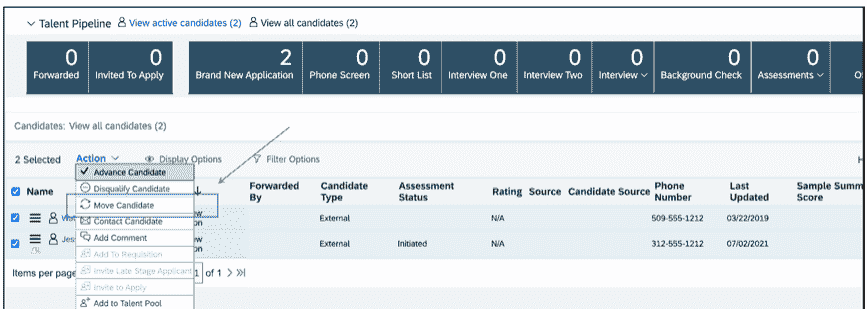 Talent Pipeline View active candidates (2) View all candidates (2)
0 0 2 0 0 0 0 0 0 0
Forwarded Invited To Apply Brand New Application Phone Screen Short List Interview One Interview Two Interview Background Check Assessments
Candidates: View all candidates (2)
2 Selected Action Display Options Filter Options
Advance Candidate
Name Forwarded By Candidate Type Assessment Status Rating Source Candidate Source Phone Number Last Updated Sample Score
Disqualify Candidate
Move Candidate
External N/A 509-555-1212 03/22/2019
Contact Candidate
Add Comment
Jes External Initiated N/A 312-555-1212 07/02/2021
Add To Requisition
Items per page 1 of 1
Invite Late Stage Applicant
Invite to Apply
Add to Talent Pool